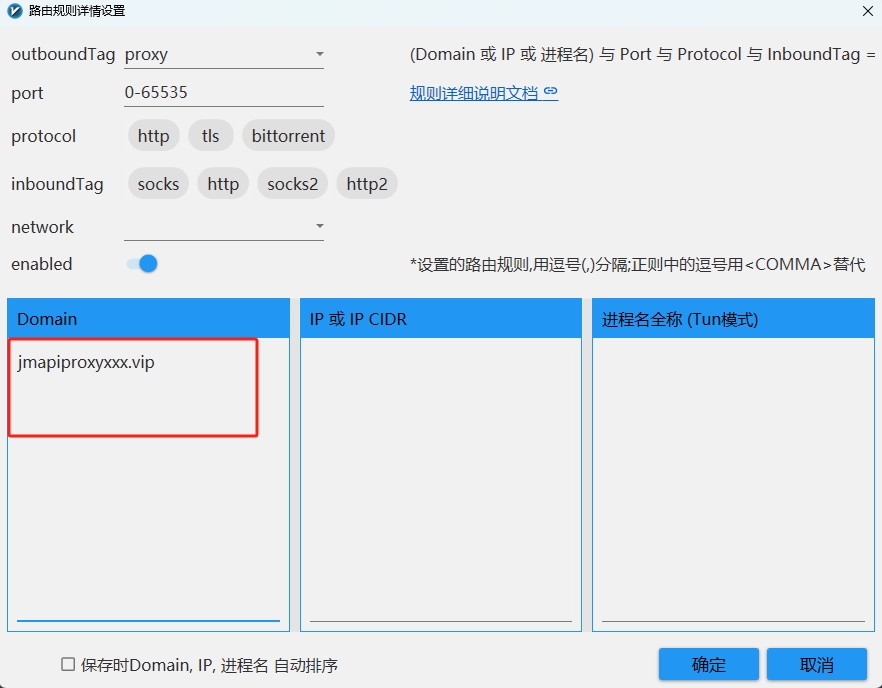 路由规则详情设置
outboundTag proxy
(Domain 或 IP 或 进程名) 与 Port 与 Protocol 与 InboundTag =
port 0-65535
规则详细说明文档
protocol http tls bittorrent
inboundTag socks http socks2 http2
network
enabled
*设置的路由规则,用逗号(,)分隔;正则中的逗号用<COMMA>替代
Domain
IP 或 IP CIDR
进程名全称 (Tun模式)
jmapiproxyxxx.vip
保存时Domain, IP, 进程名 自动排序
确定
取消